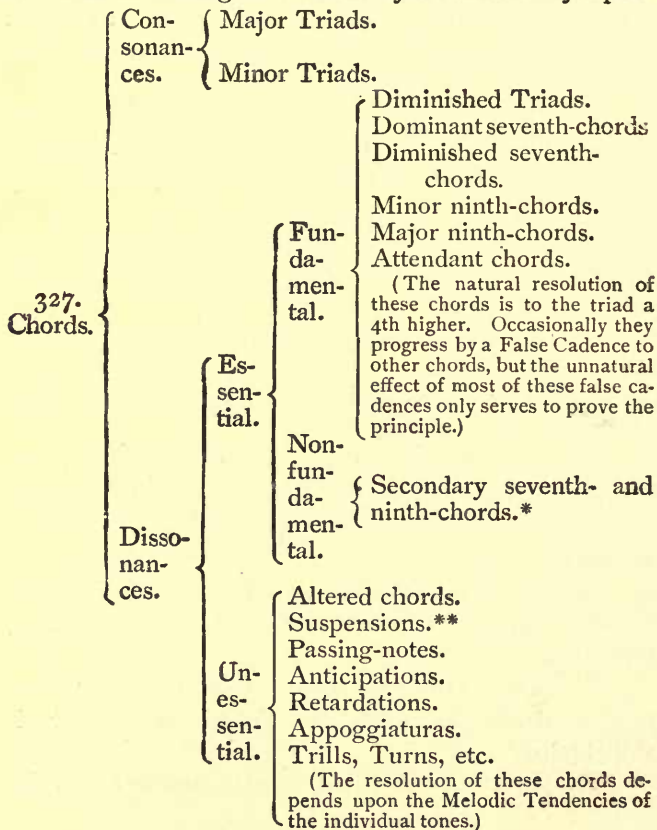 Con-
sonan-
ces.
Major Triads.
Minor Triads.
327.
Chords.
Disso-
nan-
ces.
Es-
sen-
tial.
Fun-
da-
men-
tal.
Diminished Triads.
Dominant seventh-chords
Diminished seventh-
chords.
Minor ninth-chords.
Major ninth-chords.
Attendant chords.
(The natural resolution of
these chords is to the triad a
4th higher. Occasionally they
progress by a False Cadence to
other chords, but the unnatural
effect of most of these false ca-
dences only serves to prove the
principle.)
Non-
fun-
da-
men-
tal.
Secondary seventh- and
ninth-chords.*
Un-
es-
sen-
tial.
Altered chords.
Suspensions.**
Passing-notes.
Anticipations.
Retardations.
Appoggiaturas.
Trills, Turns, etc.
(The resolution of these chords de-
pends upon the Melodic Tendencies of
the individual tones.)